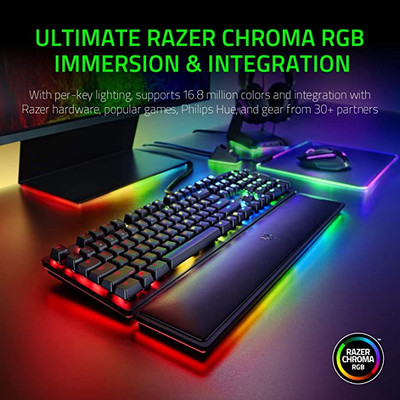 ULTIMATE RAZER CHROMA RGB
IMMERSION & INTEGRATION
With per-key lighting, supports 16.8 million colors and integration with
Razer hardware, popular games, Philips Hue, and gear from 30+ partners
RAZER
CHROMA
RGB